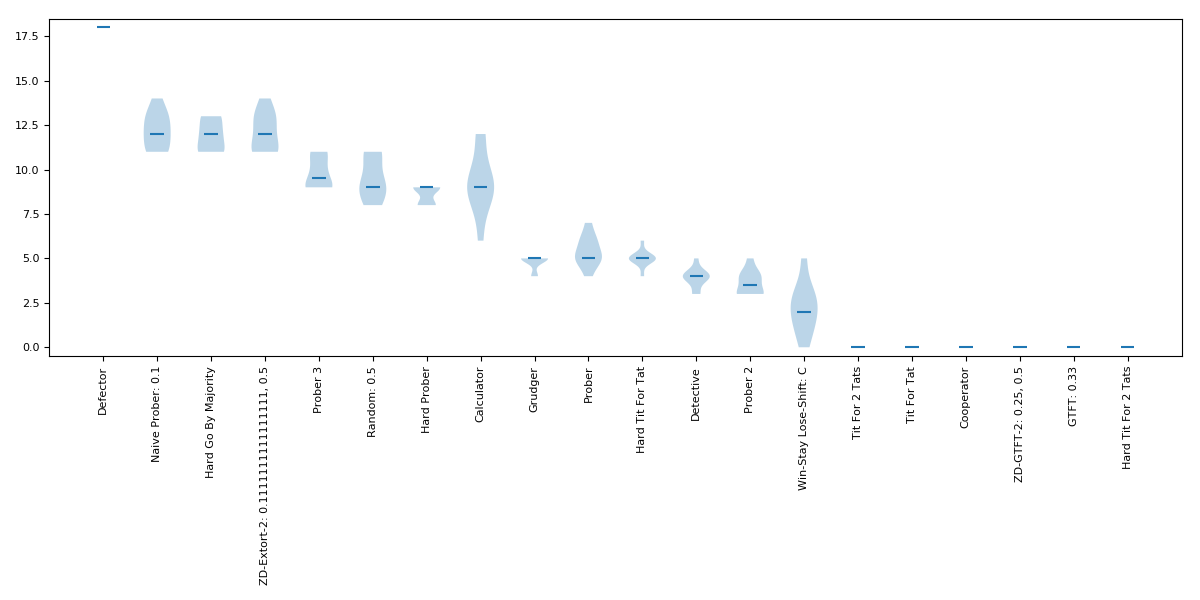 17.5
15.0
12.5
10.0
7.5
5.0
2.5
0.0
Defector
Naive Prober: 0.1
Hard Go By Majority
ZD-Extort-2: 0.1111111111111111, 0.5
Prober 3
Random: 0.5
Hard Prober
Calculator
Grudger
Prober
Hard Tit For Tat
Detective
Prober 2
Win-Stay Lose-Shift: C
Tit For 2 Tats
Tit For Tat
Cooperator
ZD-GTFT-2: 0.25, 0.5
GTFT: 0.33
Hard Tit For 2 Tats